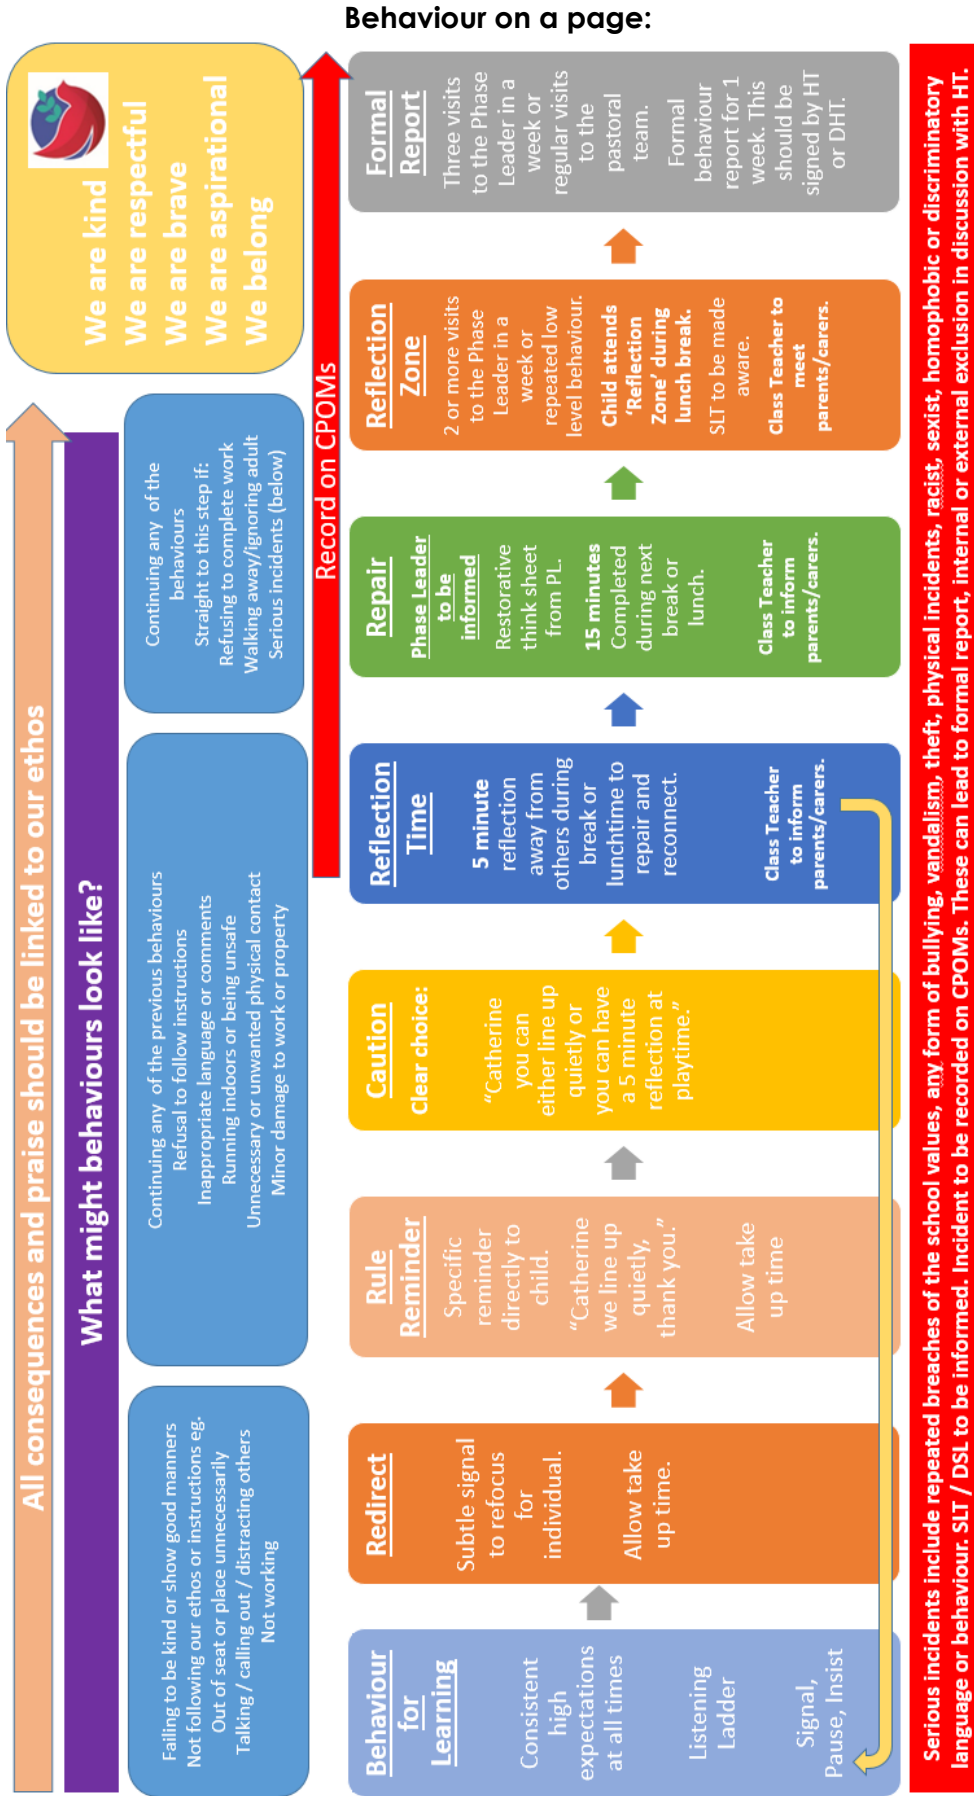 Behaviour on a page:
All consequences and praise should be linked to our ethos
We are kind
We are respectful
We are brave
We are aspirational
We belong
What might behaviours look like?
Failing to be kind or show good manners
Not following our ethos or instructions eg.
Out of seat or place unnecessarily
Talking / calling out / distracting others
Not working
Continuing any of the previous behaviours
Refusal to follow instructions
Inappropriate language or comments
Running indoors or being unsafe
Unnecessary or unwanted physical contact
Minor damage to work or property
Continuing any of the
behaviours
Straight to this step if:
Refusing to complete work
Walking away/ignoring adult
Serious incidents (below)
Record on CPOMs
Behaviour
for
Learning
Consistent
high
expectations
at all times
Listening
Ladder
Signal,
Pause, Insist
Redirect
Subtle signal
to refocus
for
individual.
Allow take
up time.
Rule
Reminder
Specific
reminder
directly to
child.
“Catherine
we line up
quietly,
thank you.”
Allow take
up time
Caution
Clear choice:
“Catherine
you can
either line up
quietly or
you can have
a 5 minute
reflection at
playtime.”
Reflection
Time
5 minute
reflection
away from
others during
break or
lunchtime to
repair and
reconnect.
Class Teacher
to inform
parents/carers.
Repair
Phase Leader
to be
informed
Restorative
think sheet
from PL.
15 minutes
Completed
during next
break or
lunch.
Class Teacher
to inform
parents/carers.
Reflection
Zone
2 or more visits
to the Phase
Leader in a
week or
repeated low
level behaviour.
Child attends
‘Reflection
Zone’ during
lunch break.
SLT to be made
aware.
Class Teacher to
meet
parents/carers.
Formal
Report
Three visits
to the Phase
Leader in a
week or
regular visits
to the
pastoral
team.
Formal
behaviour
report for 1
week. This
should be
signed by HT
or DHT.
Serious incidents include repeated breaches of the school values, any form of bullying, vandalism, theft, physical incidents, racist, sexist, homophobic or discriminatory
language or behaviour. SLT / DSL to be informed. Incident to be recorded on CPOMs. These can lead to formal report, internal or external exclusion in discussion with HT.